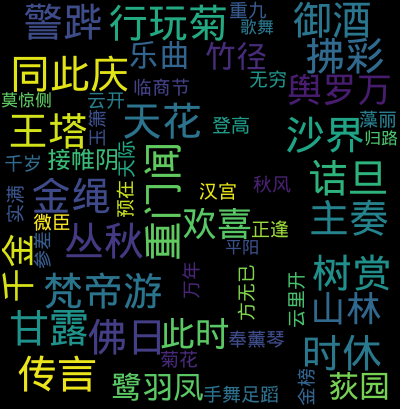 警跸
行玩菊
重九
歌舞
御酒
乐曲
竹径
拂彩
同此庆
临商节
无穷
舆罗万
莫惊侧
云开
玉旒
天花
登高
沙界
藻丽
归路
王塔
千岁
接帷阴
天际
重门闻
诘旦
金绳
实满
微臣
预在
汉宫
秋风
欢喜
正逢
主奏
参差
丛秋
平阳
千金
梵帝游
万年
方无已
云里开
树赏
山林
甘露
佛日
此时
奉薰琴
菊花
时休
传言
鹭羽凤
手舞足蹈
金榜
荻园